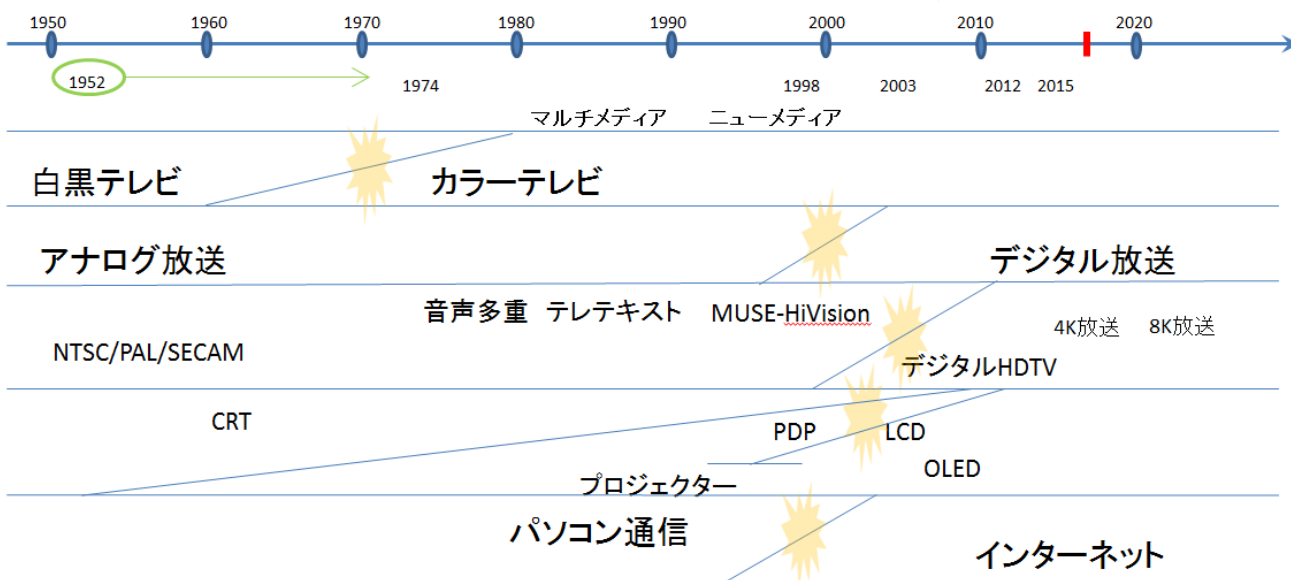 1950 1960 1970 1980 1990 2000 2010 2020
1952 1974 1998 2003 2012 2015
マルチメディア ニューメディア
白黒テレビ カラーテレビ
アナログ放送 デジタル放送
音声多重 テレテキスト MUSE-HiVision
4K放送 8K放送
NTSC/PAL/SECAM
デジタルHDTV
CRT
PDP LCD
OLED
プロジェクター
パソコン通信
インターネット